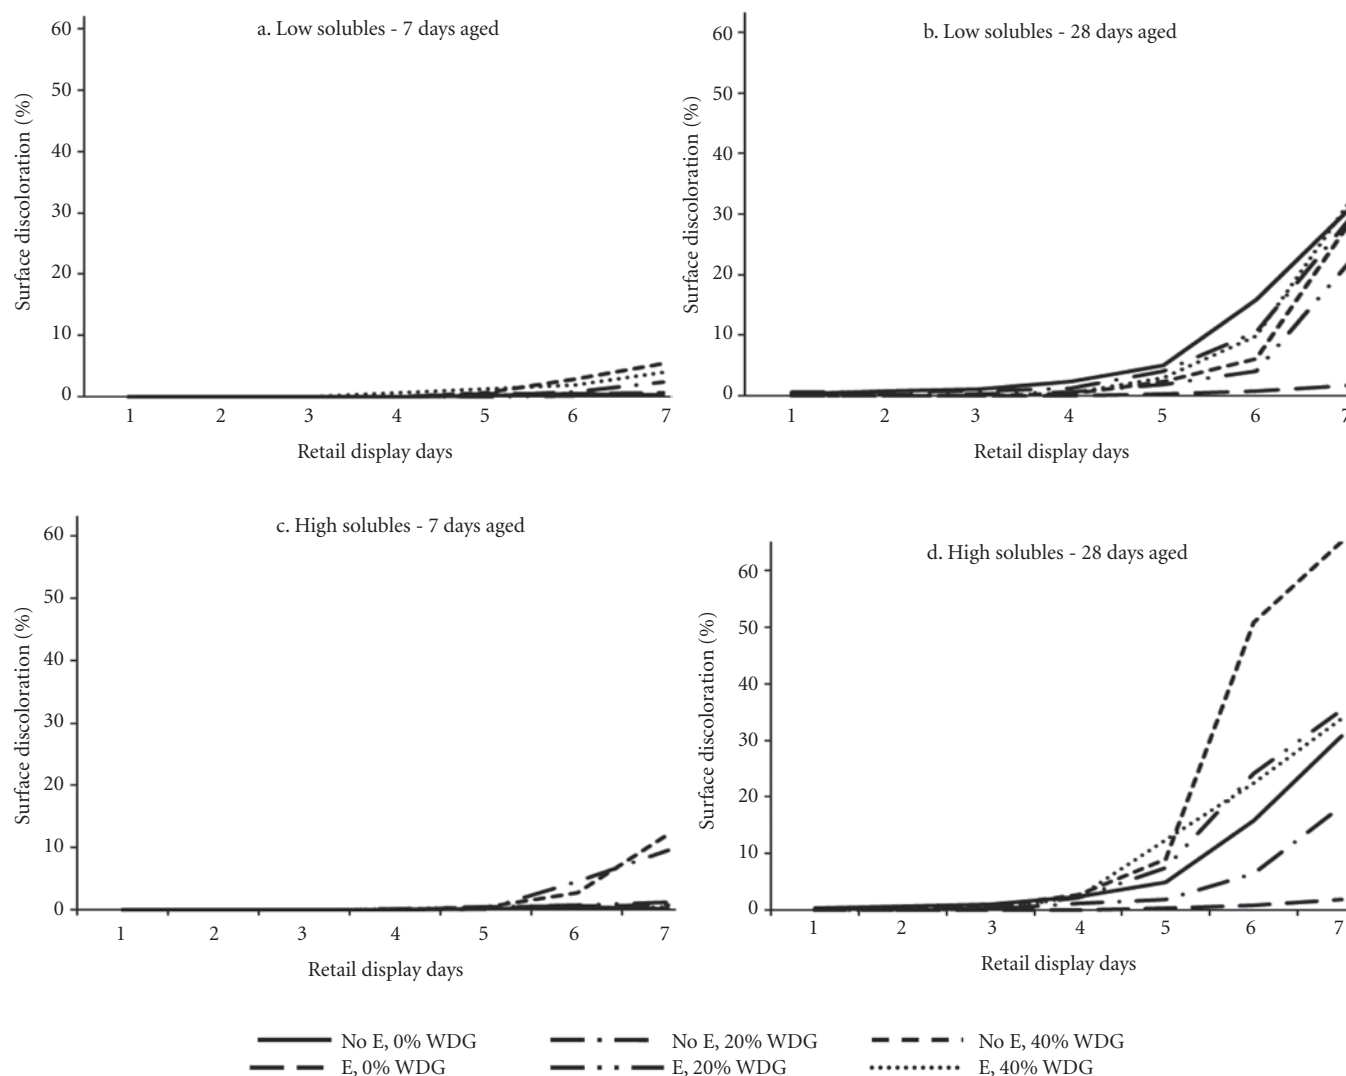 a. Low solubles - 7 days aged
Surface discoloration (%)
60
50
40
30
20
10
0
1 2 3 4 5 6 7
Retail display days
b. Low solubles - 28 days aged
Surface discoloration (%)
60
50
40
30
20
10
0
1 2 3 4 5 6 7
Retail display days
c. High solubles - 7 days aged
Surface discoloration (%)
60
50
40
30
20
10
0
1 2 3 4 5 6 7
Retail display days
d. High solubles - 28 days aged
Surface discoloration (%)
60
50
40
30
20
10
0
1 2 3 4 5 6 7
Retail display days
No E, 0% WDG No E, 20% WDG No E, 40% WDG
E, 0% WDG E, 20% WDG E, 40% WDG